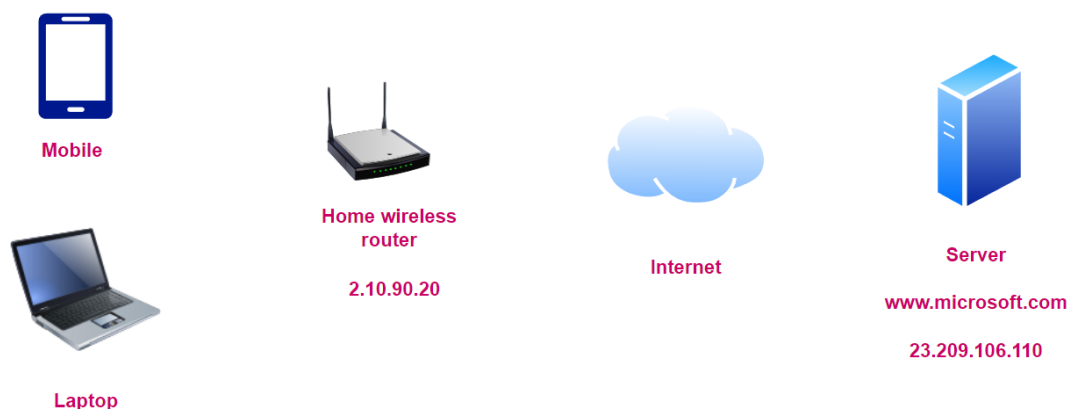 Mobile
Laptop
Home wireless
router
2.10.90.20
Internet
Server
www.microsoft.com
23.209.106.110